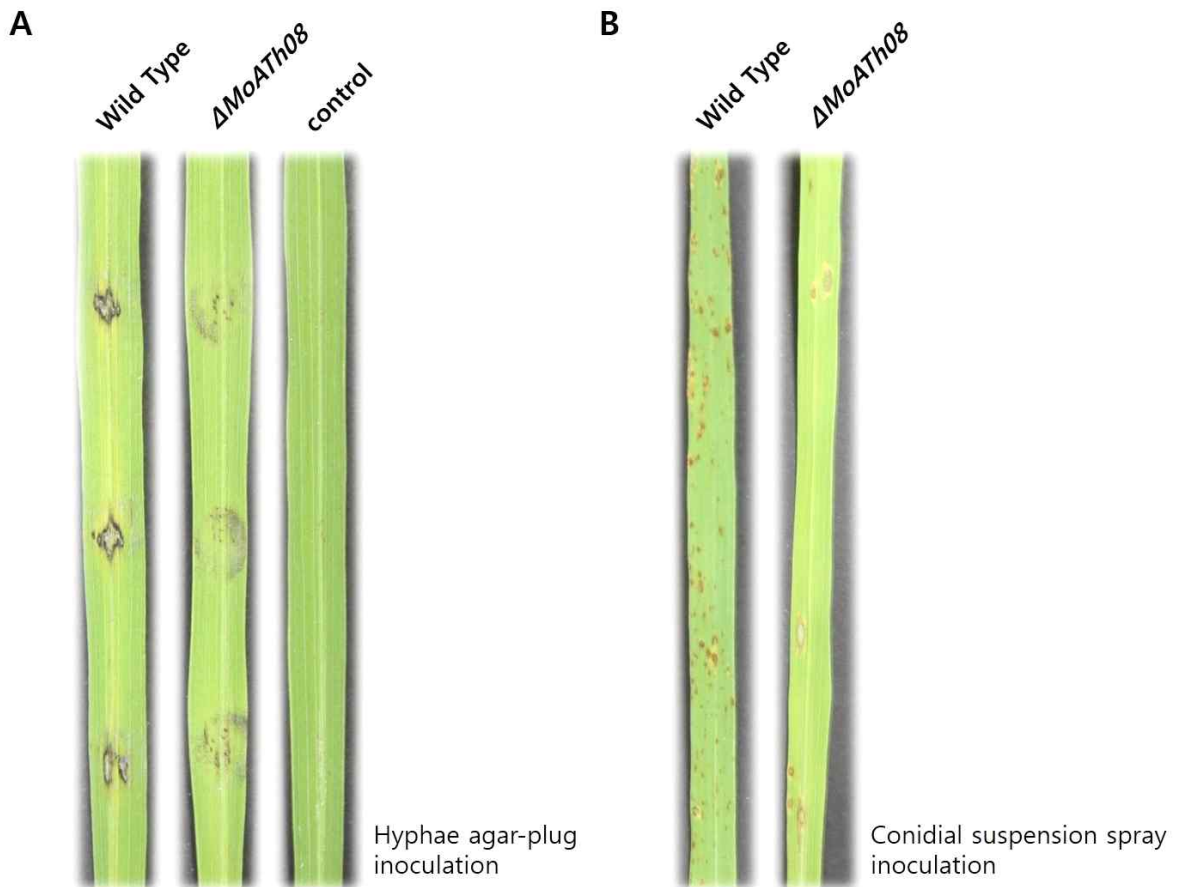 A
Wild Type
ΔMoATh08
control
Hyphae agar-plug
inoculation
B
Wild Type
ΔMoATh08
Conidial suspension spray
inoculation